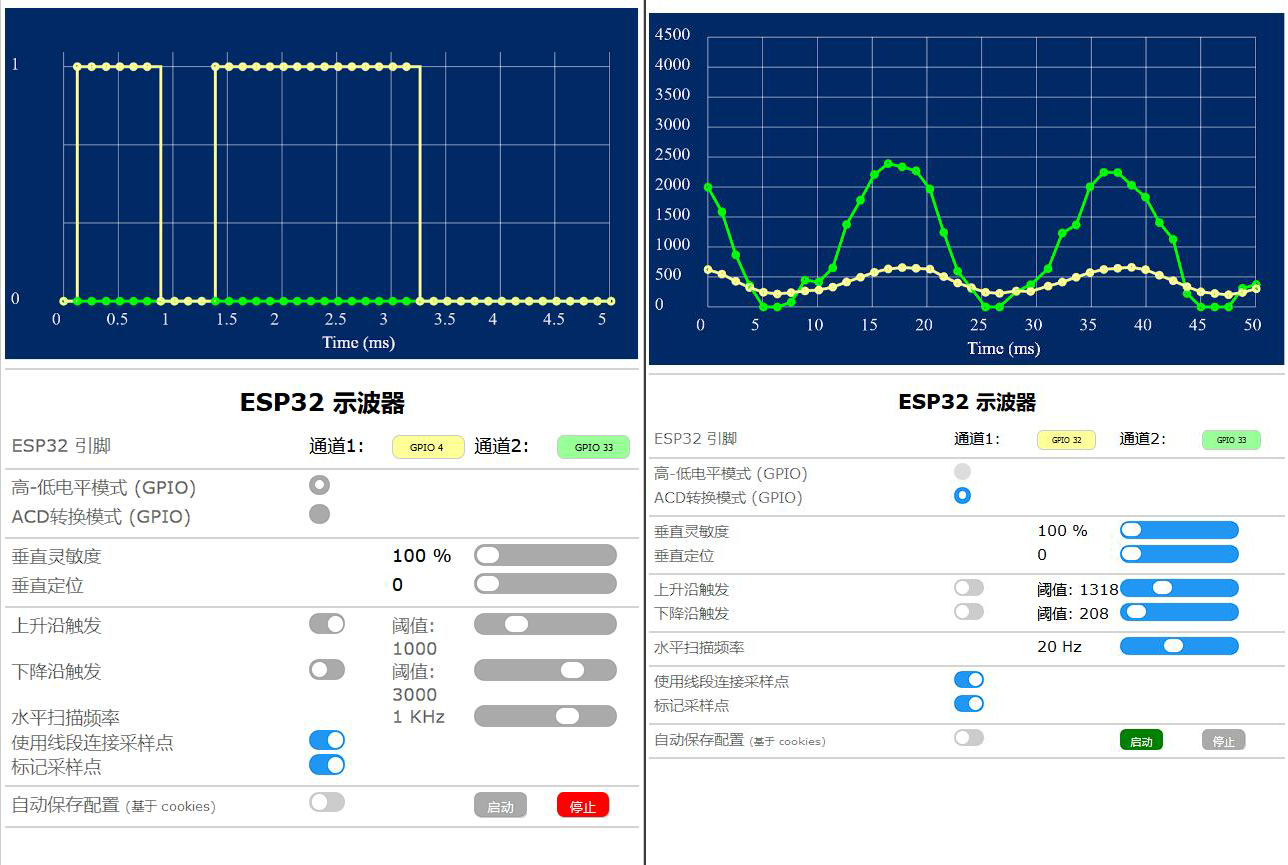 1
0
0 0.5 1 1.5 2 2.5 3 3.5 4 4.5 5
Time (ms)
ESP32 示波器
ESP32 引脚 通道1: GPIO 4 通道2: GPIO 33
高-低电平模式 (GPIO)
ACD转换模式 (GPIO)
垂直灵敏度 100 %
垂直定位 0
上升沿触发 阈值:
1000
下降沿触发 阈值:
3000
水平扫描频率 1 KHz
使用线段连接采样点
标记采样点
自动保存配置 (基于 cookies) 启动 停止
4500
4000
3500
3000
2500
2000
1500
1000
500
0
0 5 10 15 20 25 30 35 40 45 50
Time (ms)
ESP32 示波器
ESP32 引脚 通道1: GPIO 32 通道2: GPIO 33
高-低电平模式 (GPIO)
ACD转换模式 (GPIO)
垂直灵敏度 100 %
垂直定位 0
上升沿触发 阈值: 1318
下降沿触发 阈值: 208
水平扫描频率 20 Hz
使用线段连接采样点
标记采样点
自动保存配置 (基于 cookies) 启动 停止